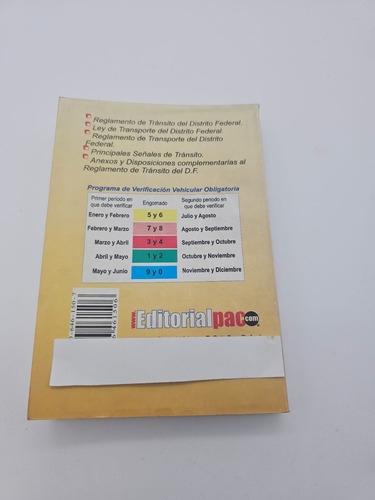 Reglamento de Tránsito del Distrito Federal.
Ley de Transporte del Distrito Federal
Reglamento de Transporte del Distrito
Federal.
Principales Señales de Tránsito.
Anexos y Disposiciones complementarias al
Reglamento de Tránsito del D.F.
Programa de Verificación Vehicular Obligatoria
Primer periodo en que debe verificar Engomado Segundo periodo en que debe verificar
Enero y Febrero 5 y 6 Julio y Agosto
Febrero y Marzo 7 y 8 Agosto y Septiembre
Marzo y Abril 3 y 4 Septiembre y Octubre
Abril y Mayo 1 y 2 Octubre y Noviembre
Mayo y Junio 9 y 0 Noviembre y Diciembre
www.Editorialpac.com